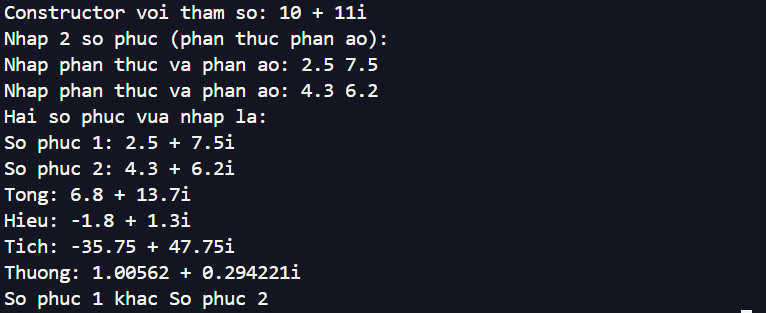 Constructor voi tham so: 10 + 11i
Nhap 2 so phuc (phan thuc phan ao):
Nhap phan thuc va phan ao: 2.5 7.5
Nhap phan thuc va phan ao: 4.3 6.2
Hai so phuc vua nhap la:
So phuc 1: 2.5 + 7.5i
So phuc 2: 4.3 + 6.2i
Tong: 6.8 + 13.7i
Hieu: -1.8 + 1.3i
Tich: -35.75 + 47.75i
Thuong: 1.00562 + 0.294221i
So phuc 1 khac So phuc 2